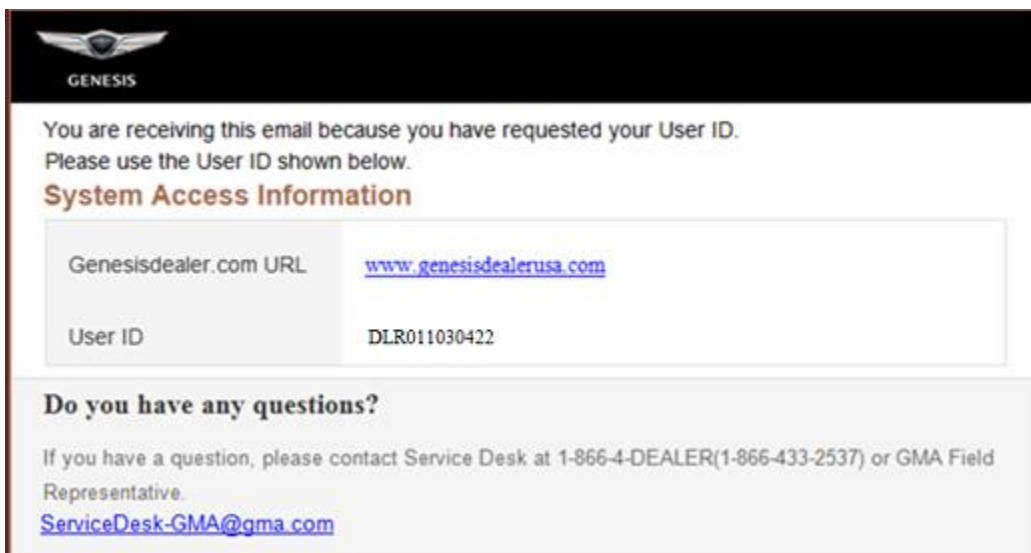 GENESIS
You are receiving this email because you have requested your User ID.
Please use the User ID shown below.
System Access Information
Genesisdealer.com URL www.genesisdealerusa.com
User ID DLR011030422
Do you have any questions?
If you have a question, please contact Service Desk at 1-866-4-DEALER(1-866-433-2537) or GMA Field
Representative.
ServiceDesk-GMA@gma.com